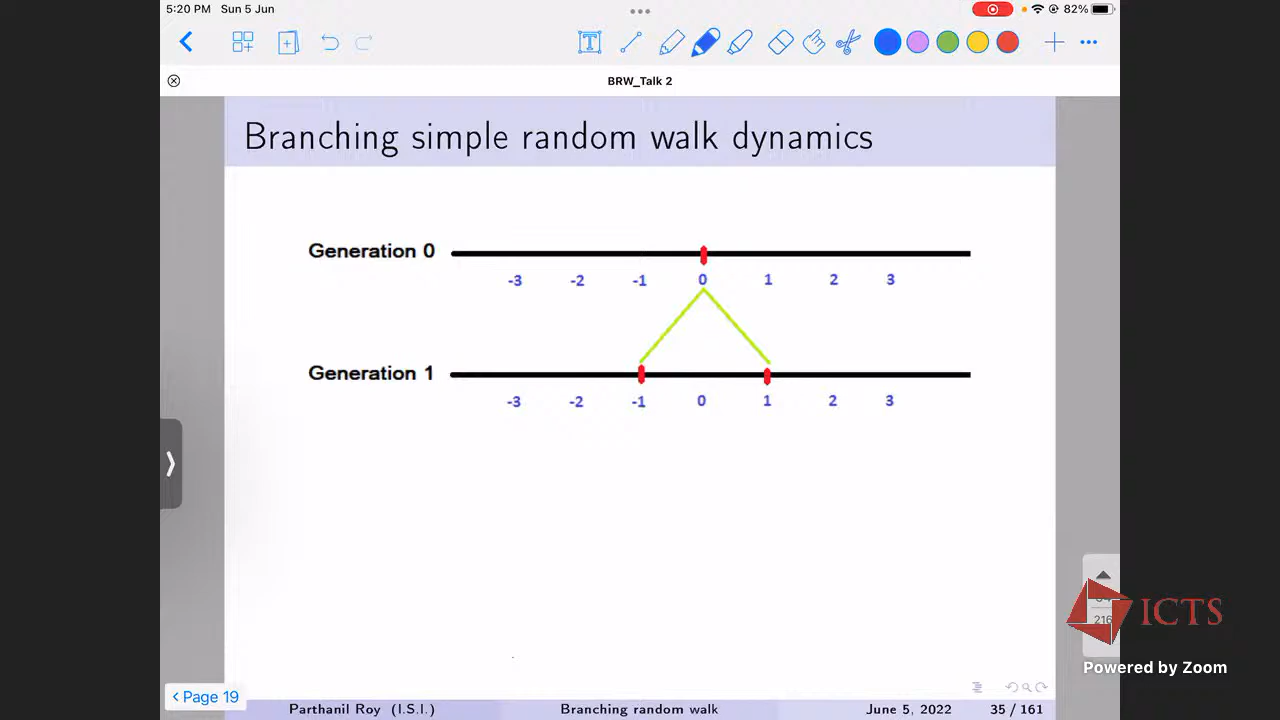 5:20 PM Sun 5 Jun
82%
BRW_Talk 2
Branching simple random walk dynamics
Generation 0
-3 -2 -1 0 1 2 3
Generation 1
-3 -2 -1 0 1 2 3
216
ICTS
Powered by Zoom
Page 19
Parthanil Roy (I.S.I.) Branching random walk June 5, 2022 35 / 161